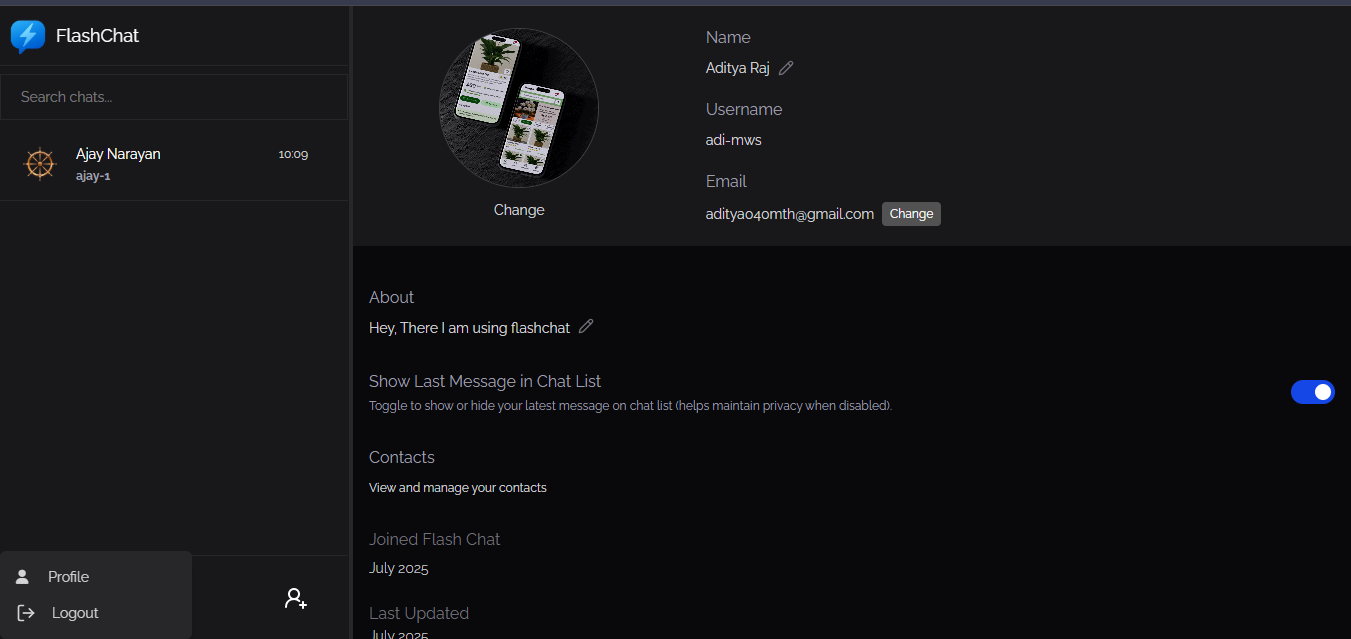 FlashChat
Search chats...
Ajay Narayan
10:09
ajay-1
Profile
Logout
Change
Name
Aditya Raj
Username
adi-mws
Email
aditya040mth@gmail.com
Change
About
Hey, There I am using flashchat
Show Last Message in Chat List
Toggle to show or hide your latest message on chat list (helps maintain privacy when disabled).
Contacts
View and manage your contacts
Joined Flash Chat
July 2025
Last Updated
July 2025